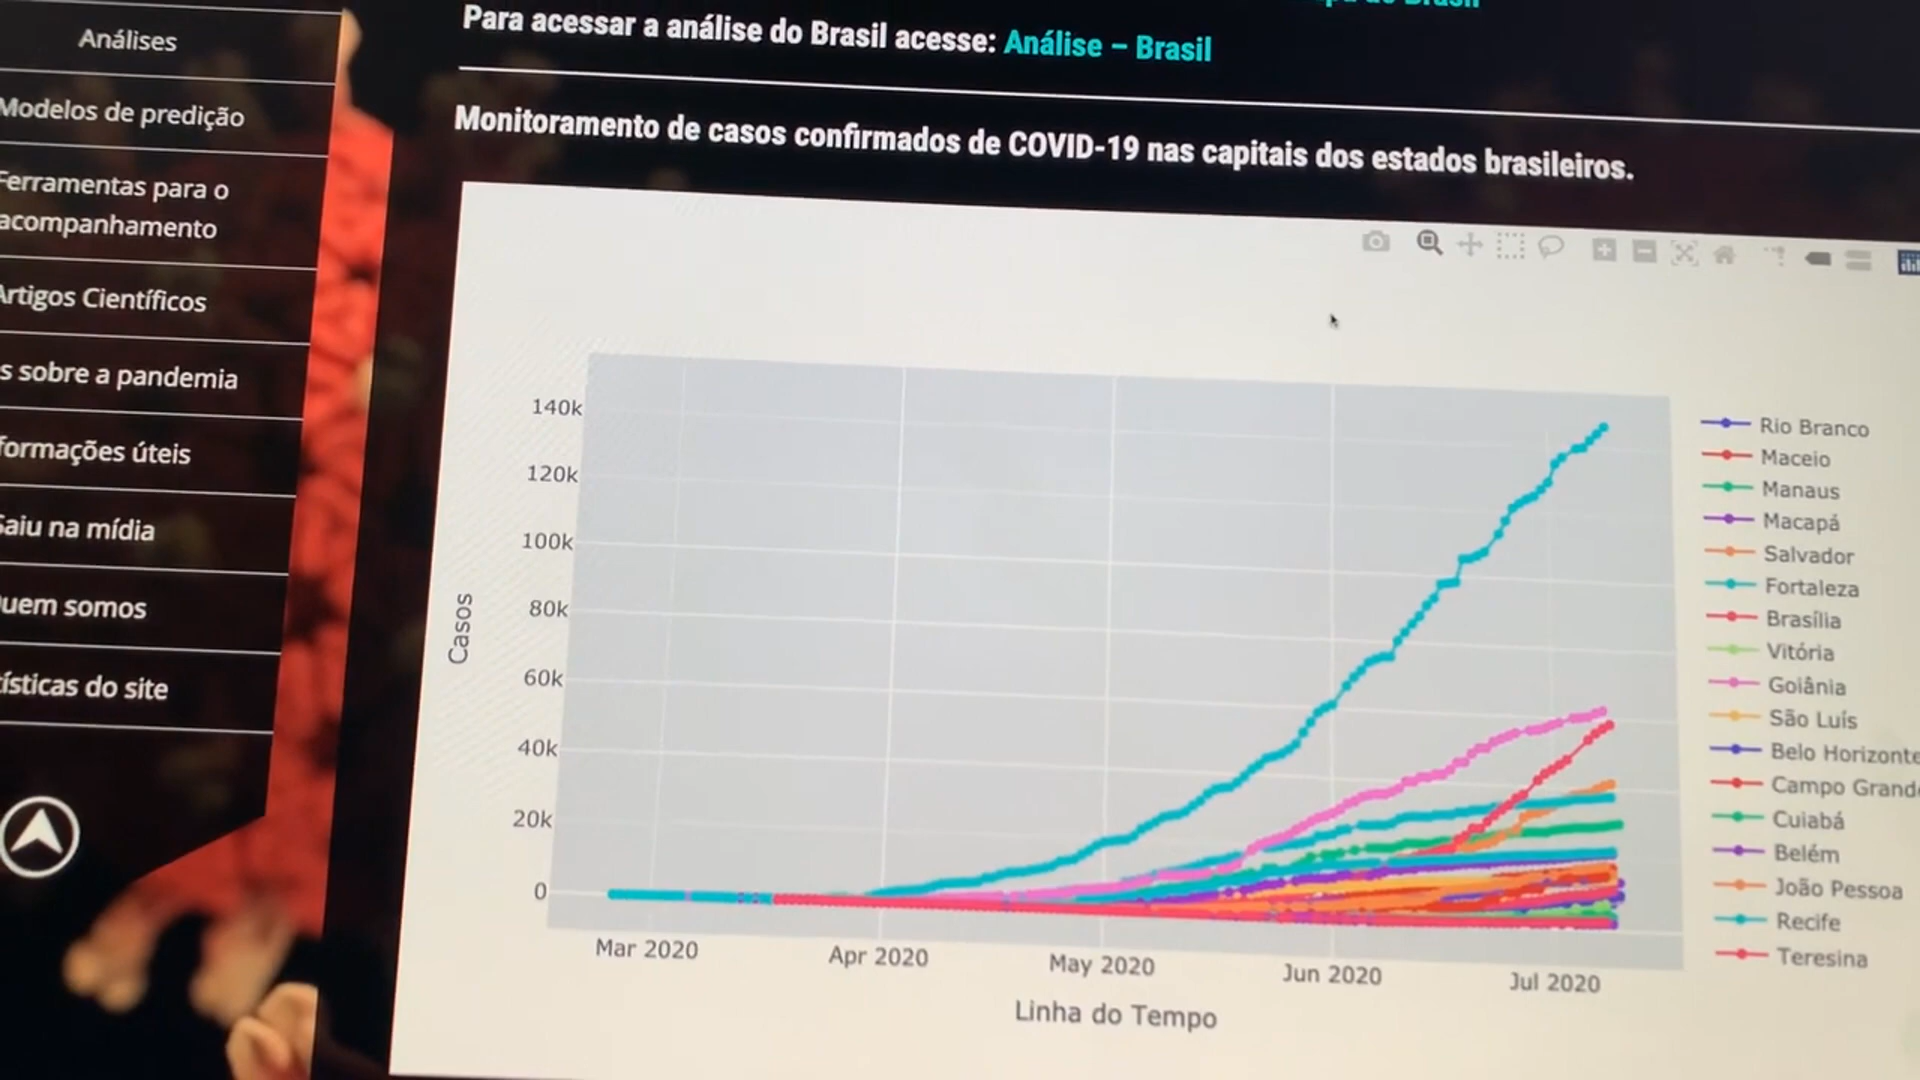 Análises
Modelos de predição
Ferramentas para o
acompanhamento
Artigos Científicos
s sobre a pandemia
formações úteis
Saiu na mídia
uem somos
ísticas do site
Para acessar a análise do Brasil acesse: Análise – Brasil
Monitoramento de casos confirmados de COVID-19 nas capitais dos estados brasileiros.
140k
120k
100k
80k
60k
40k
20k
0
Casos
Mar 2020
Apr 2020
May 2020
Jun 2020
Jul 2020
Linha do Tempo
Rio Branco
Maceio
Manaus
Macapá
Salvador
Fortaleza
Brasília
Vitória
Goiânia
São Luís
Belo Horizonte
Campo Grand
Cuiabá
Belém
João Pessoa
Recife
Teresina